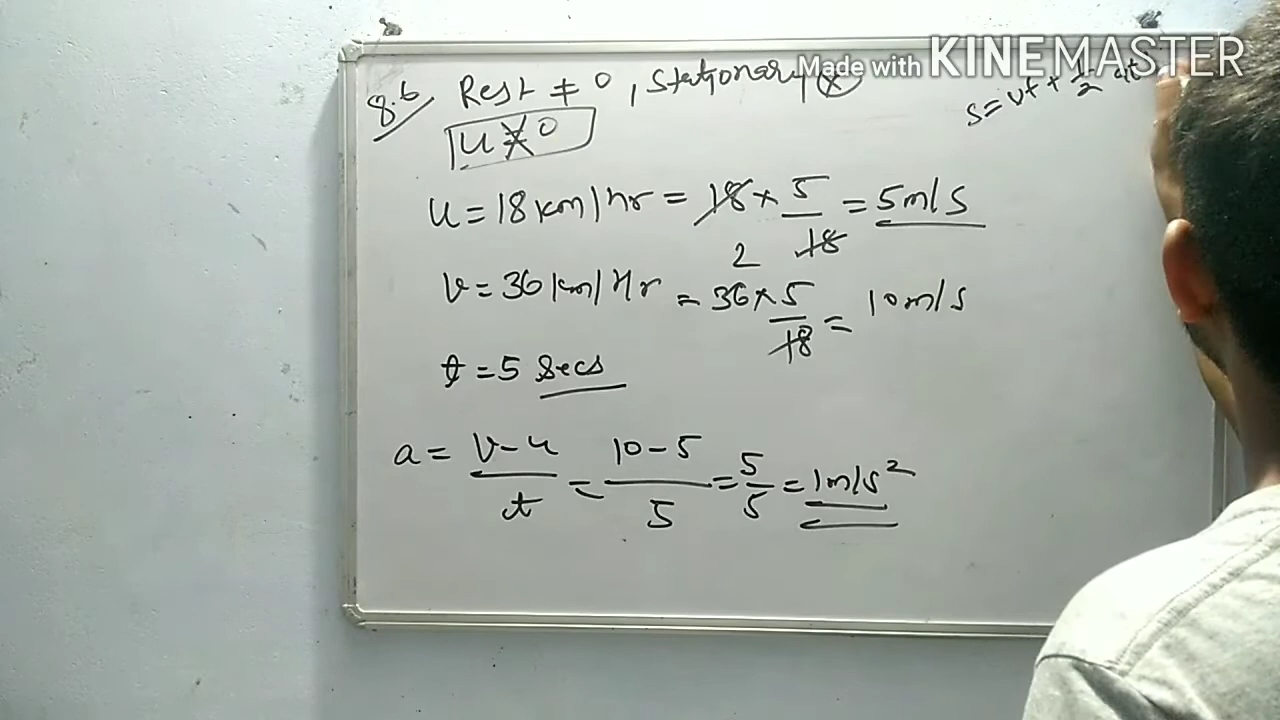 Made with KINEMASTER
8.6 Rest ≠ 0, Stationary ⓧ
s = ut + 1/2 at
u ≠ 0
u = 18 km/hr = 18 × 5/18 = 5 m/s
2
v = 36 km/Hr = 36 × 5/18 = 10 m/s
t = 5 Secs
a = v-u/t = 10-5/5 = 5/5 = 1m/s²